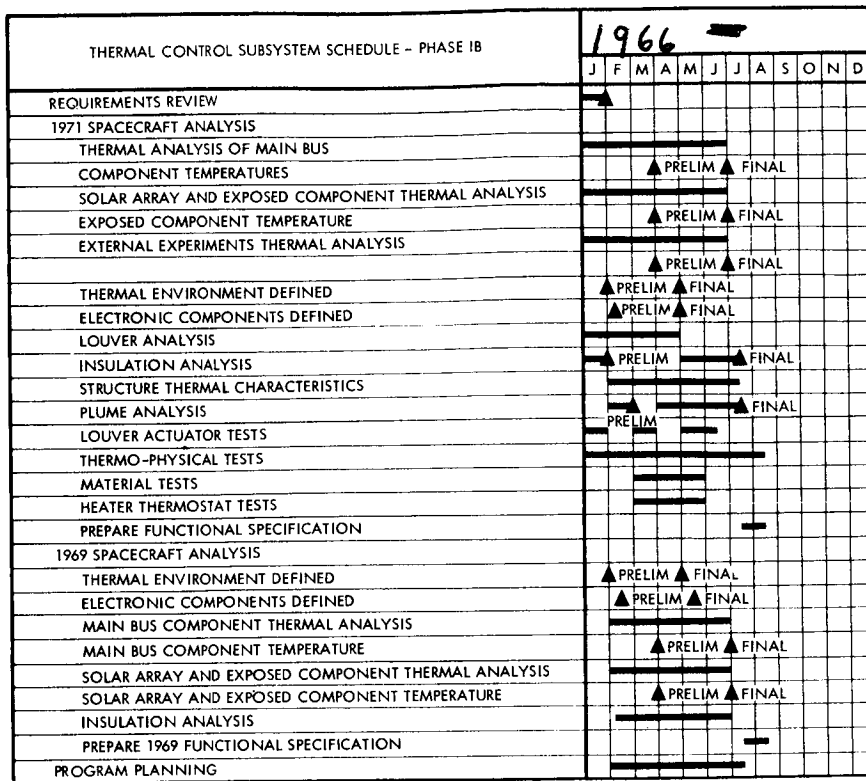 THERMAL CONTROL SUBSYSTEM SCHEDULE - PHASE IB
1966
J F M A M J J A S O N D
REQUIREMENTS REVIEW
1971 SPACECRAFT ANALYSIS
THERMAL ANALYSIS OF MAIN BUS
COMPONENT TEMPERATURES PRELIM FINAL
SOLAR ARRAY AND EXPOSED COMPONENT THERMAL ANALYSIS
EXPOSED COMPONENT TEMPERATURE PRELIM FINAL
EXTERNAL EXPERIMENTS THERMAL ANALYSIS
PRELIM FINAL
THERMAL ENVIRONMENT DEFINED PRELIM FINAL
ELECTRONIC COMPONENTS DEFINED PRELIM FINAL
LOUVER ANALYSIS
INSULATION ANALYSIS PRELIM FINAL
STRUCTURE THERMAL CHARACTERISTICS
PLUME ANALYSIS FINAL
PRELIM
LOUVER ACTUATOR TESTS
THERMO-PHYSICAL TESTS
MATERIAL TESTS
HEATER THERMOSTAT TESTS
PREPARE FUNCTIONAL SPECIFICATION
1969 SPACECRAFT ANALYSIS
THERMAL ENVIRONMENT DEFINED PRELIM FINAL
ELECTRONIC COMPONENTS DEFINED PRELIM FINAL
MAIN BUS COMPONENT THERMAL ANALYSIS
MAIN BUS COMPONENT TEMPERATURE PRELIM FINAL
SOLAR ARRAY AND EXPOSED COMPONENT THERMAL ANALYSIS
SOLAR ARRAY AND EXPOSED COMPONENT TEMPERATURE PRELIM FINAL
INSULATION ANALYSIS
PREPARE 1969 FUNCTIONAL SPECIFICATION
PROGRAM PLANNING